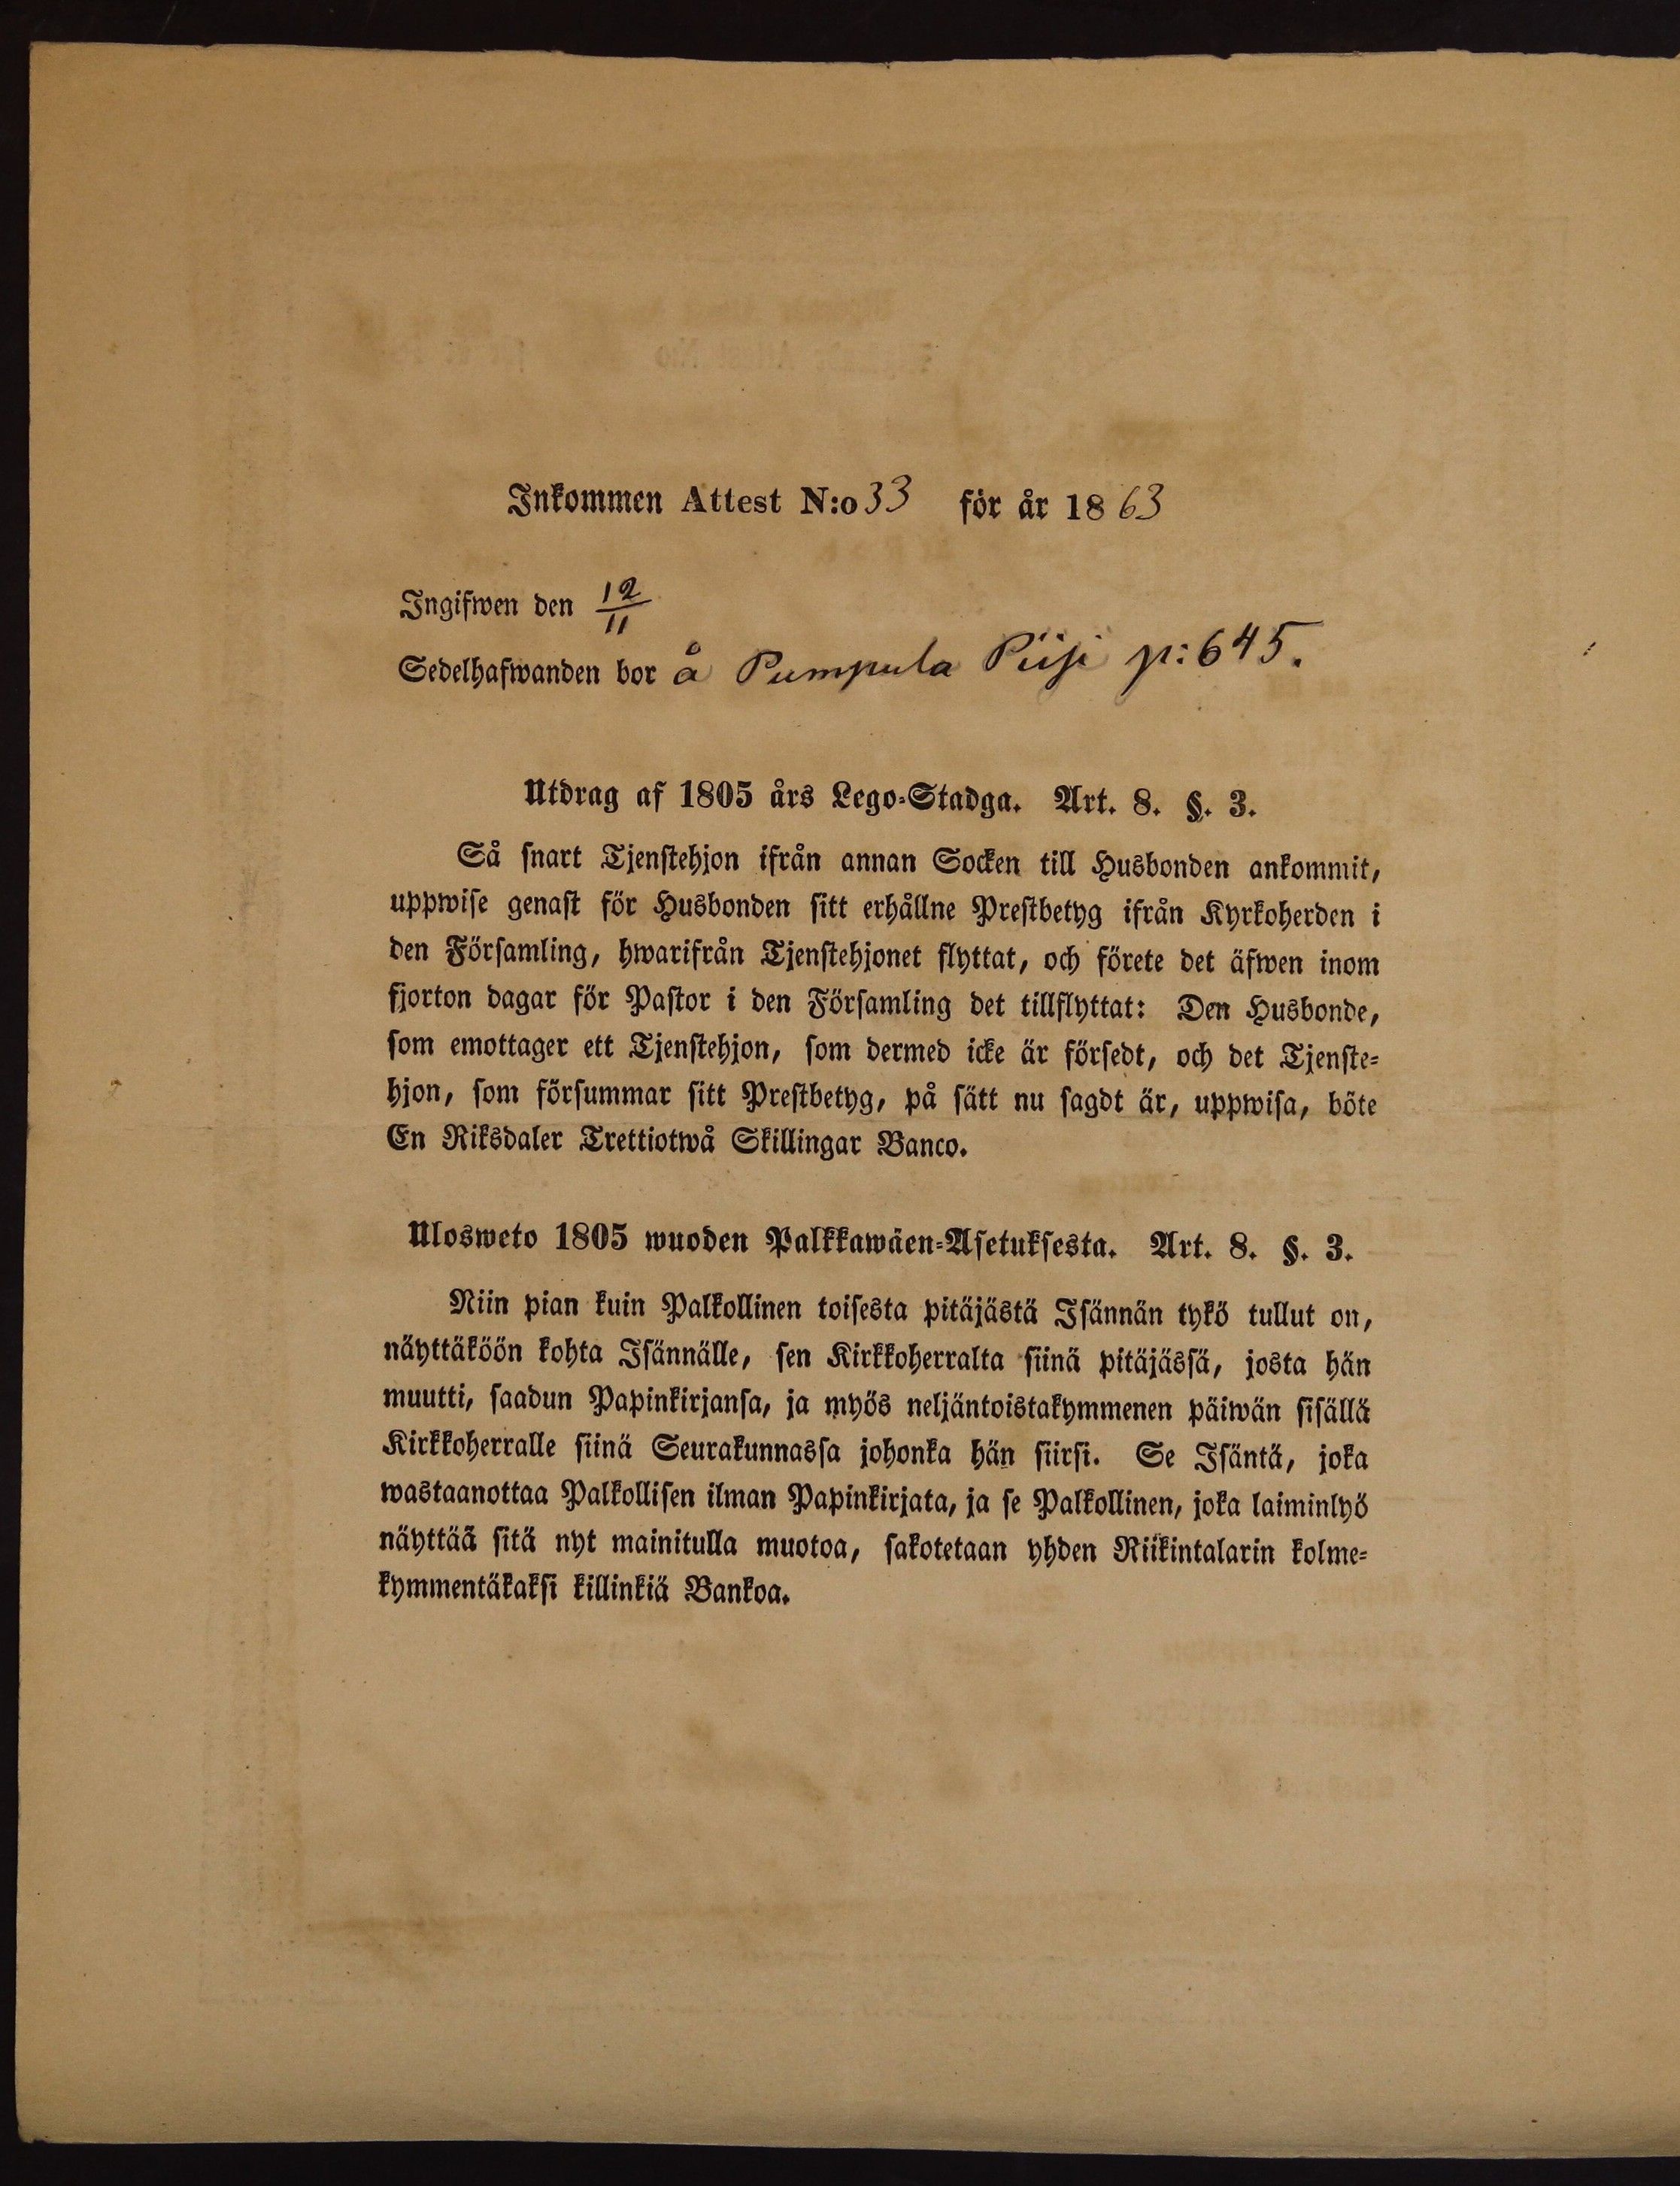 Inkommen Attest N:o 33 för år 1863
Ingifwen den 12/11
Sedelhafwanden bor å Pumpula Piiji p: 645.
Utdrag af 1805 års Lego-Stadga. Art. 8. §. 3.
Så snart Tjenstehjon ifrån annan Socken till Husbonden ankommit,
uppwise genast för Husbonden sitt erhållne Prestbetyg ifrån Kyrkoherden i
den Församling, hwarifrån Tjenstehjonet flyttat, och förete det äfwen inom
fjorton dagar för Pastor i den Församling det tillflyttat: Den Husbonde,
som emottager ett Tjenstehjon, som dermed icke är försedt, och det Tjenste-
hjon, som försummar sitt Prestbetyg, på sätt nu sagdt är, uppwisa, böte
En Riksdaler Trettiotwå Skillingar Banco.
Ulosweto 1805 wuoden Palkkawäen-Asetuksesta. Art. 8. §. 3.
Niin pian kuin Palkollinen toisesta pitäjästä Isännän tykö tullut on,
näyttäköön kohta Isännälle, sen Kirkkoherralta siinä pitäjässä, josta hän
muutti, saadun Papinkirjansa, ja myös neljäntoistakymmenen päiwän sisällä
Kirkkoherralle siinä Seurakunnassa johonka hän siirsi. Se Isäntä, joka
wastaanottaa Palkollisen ilman Papinkirjata, ja se Palkollinen, joka laiminlyö
näyttää sitä nyt mainitulla muotoa, sakotetaan yhden Riikintalarin kolme-
kymmentäkaksi killinkiä Bankoa.